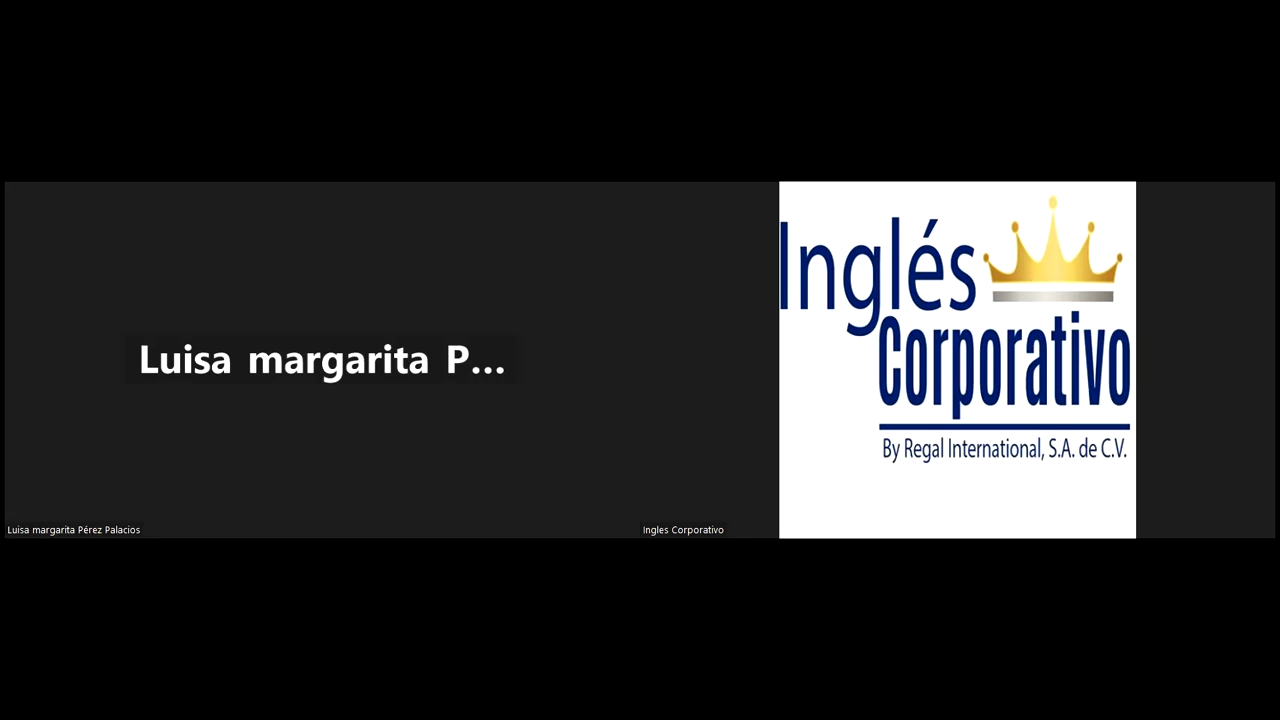 Luisa margarita P...
Luisa margarita Pérez Palacios
Inglés
Corporativo
By Regal International, S.A. de C.V.
Ingles Corporativo